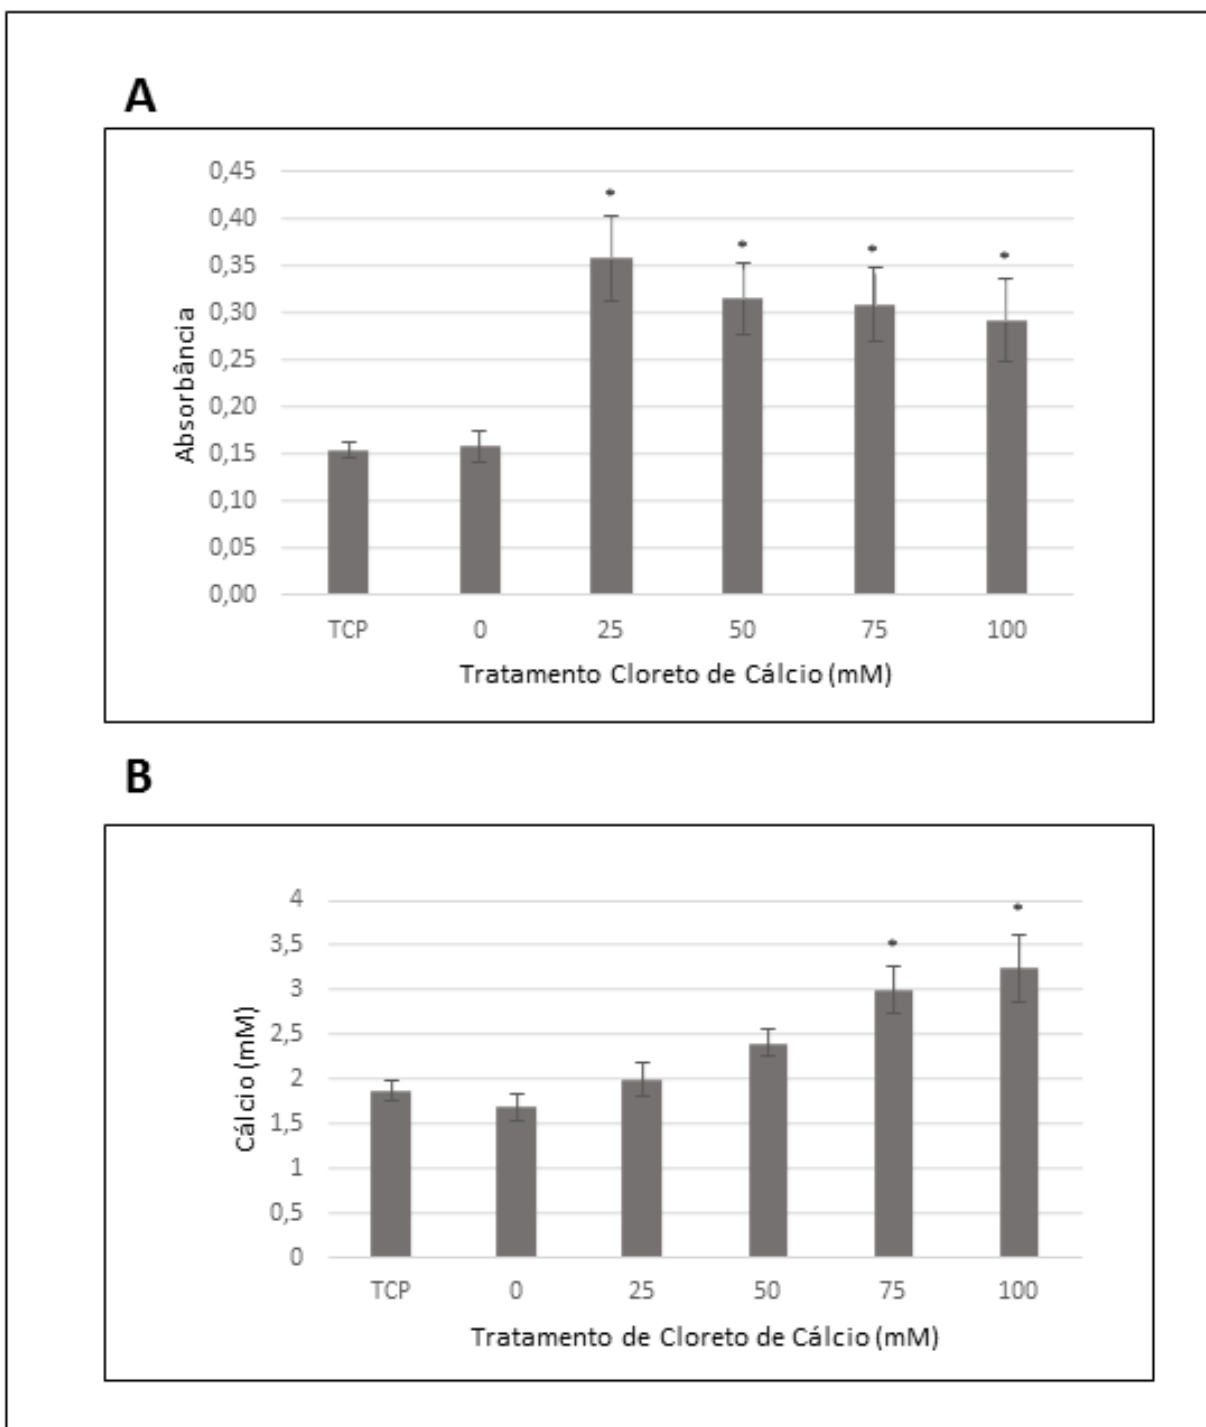 A
0,45
0,40
0,35
0,30
0,25
0,20
0,15
0,10
0,05
0,00
Absorbância
* * * *
TCP 0 25 50 75 100
Tratamento Cloreto de Cálcio (mM)
B
4
3,5
3
2,5
2
1,5
1
0,5
0
Cálcio (mM)
* *
TCP 0 25 50 75 100
Tratamento de Cloreto de Cálcio (mM)